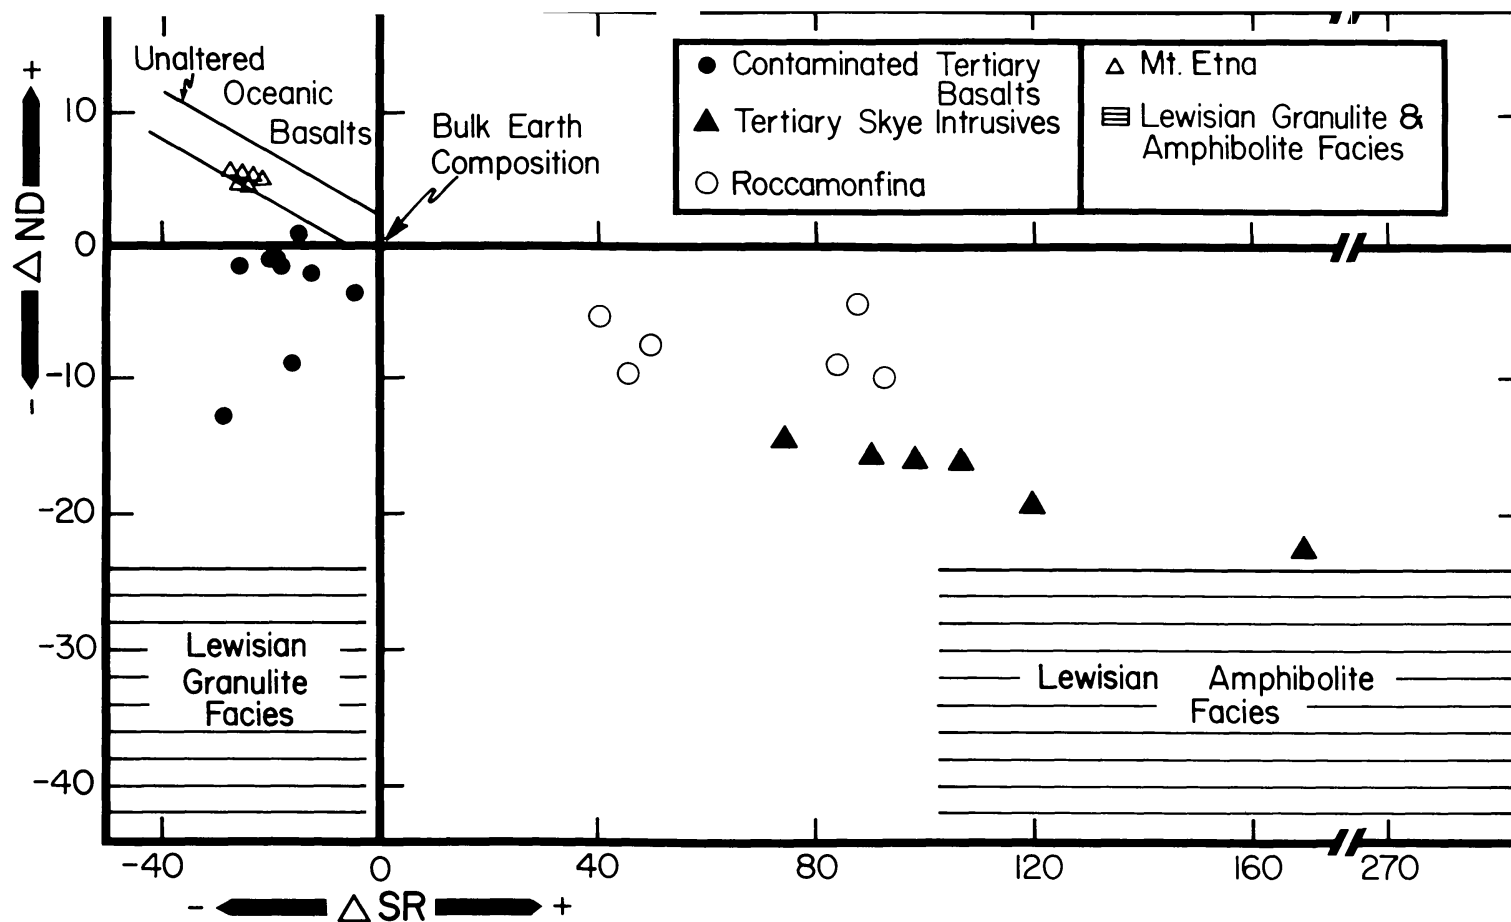 Unaltered
Oceanic
Basalts
Bulk Earth
Composition
● Contaminated Tertiary
Basalts
▲ Tertiary Skye Intrusives
○ Roccamonfina
△ Mt. Etna
Lewisian Granulite &
Amphibolite Facies
+
△ ND
-
10
0
-10
-20
-30
-40
Lewisian
Granulite
Facies
Lewisian Amphibolite
Facies
-40 0 40 80 120 160 270
- △ SR +